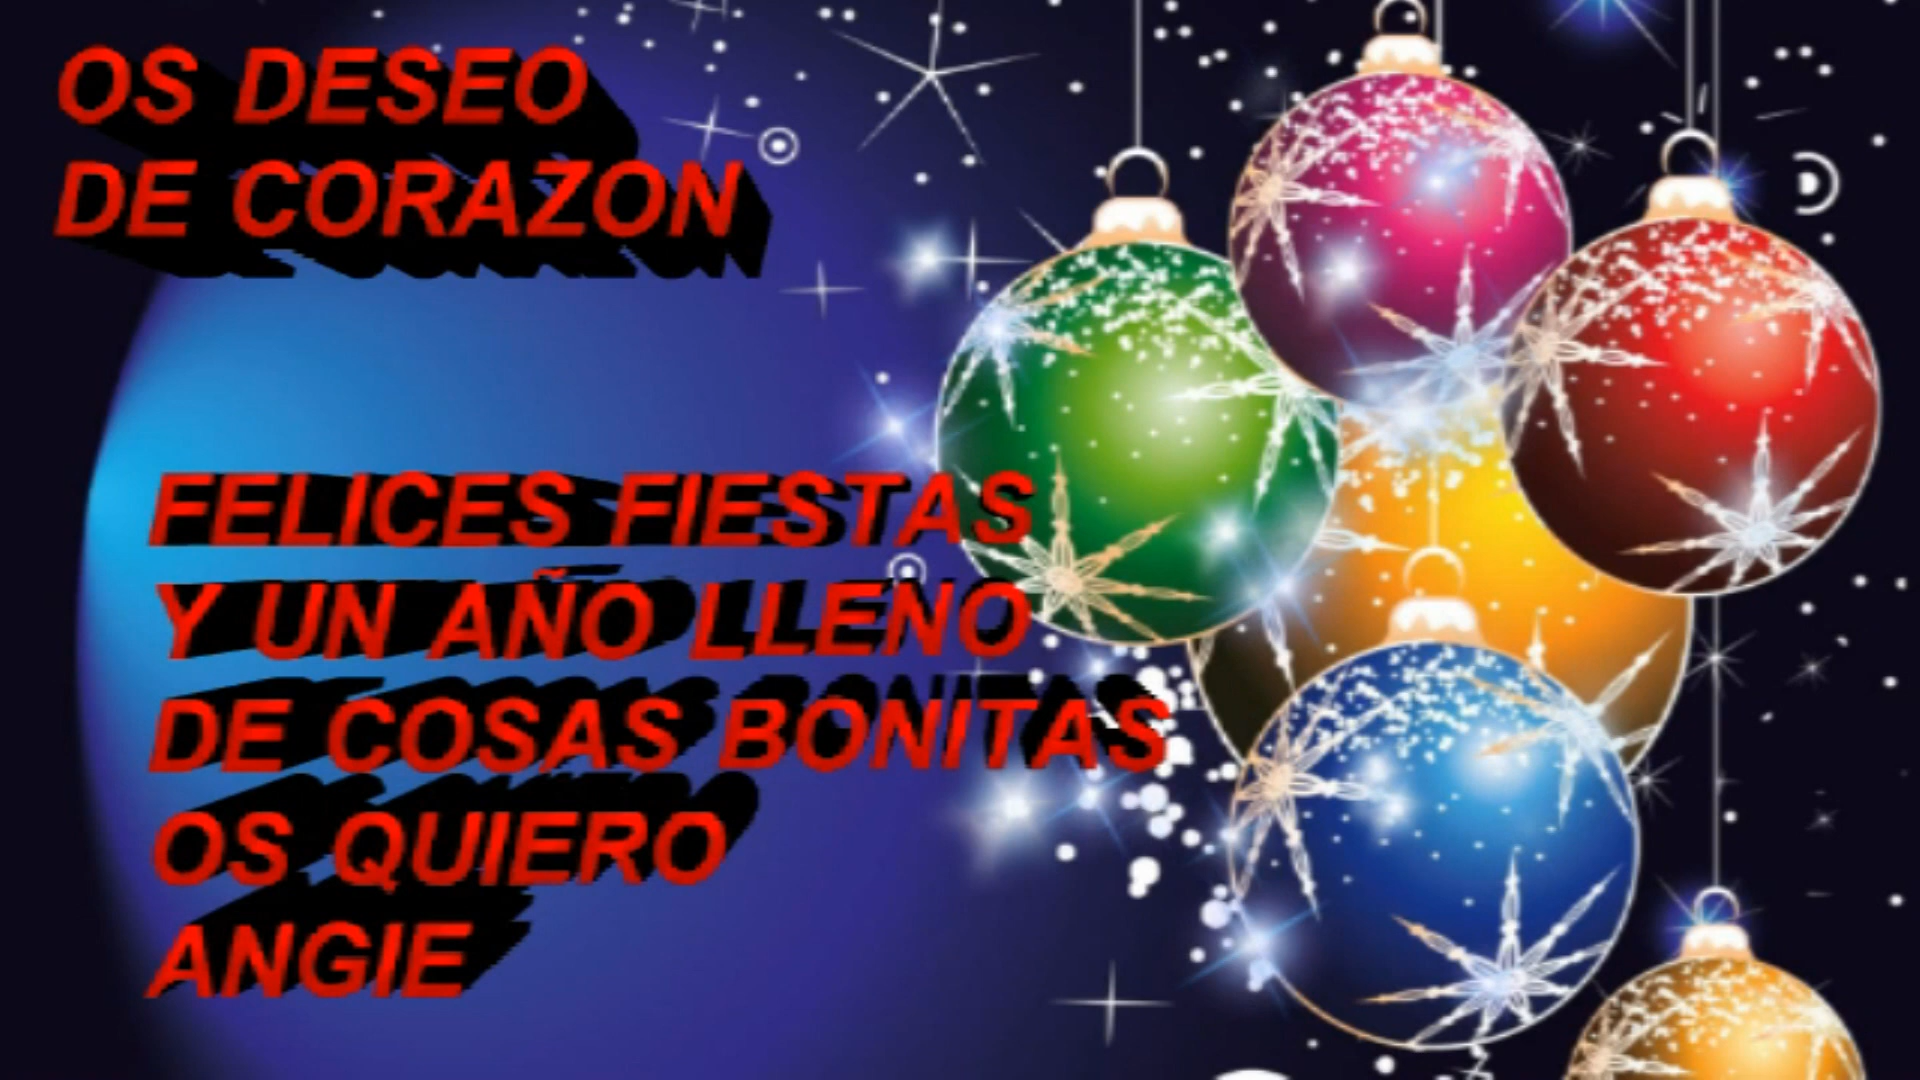 OS DESEO
DE CORAZON
FELICES FIESTAS
Y UN AÑO LLENO
DE COSAS BONITAS
OS QUIERO
ANGIE